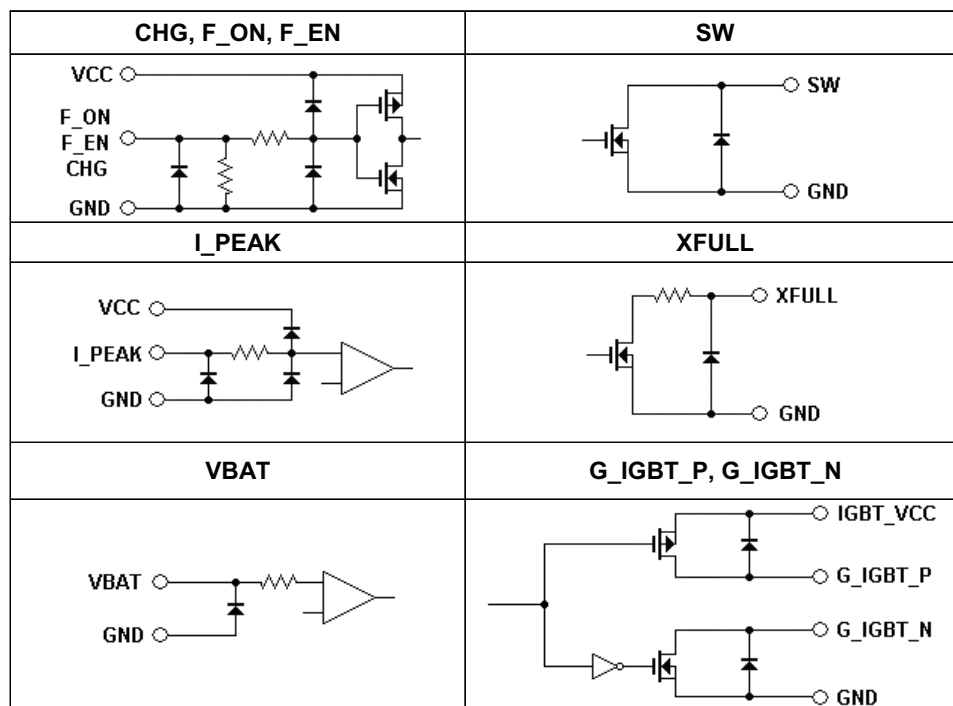 CHG, F_ON, F_EN
SW
VCC
F_ON
F_EN
CHG
GND
SW
GND
I_PEAK
XFULL
VCC
I_PEAK
GND
XFULL
GND
VBAT
G_IGBT_P, G_IGBT_N
VBAT
GND
IGBT_VCC
G_IGBT_P
G_IGBT_N
GND